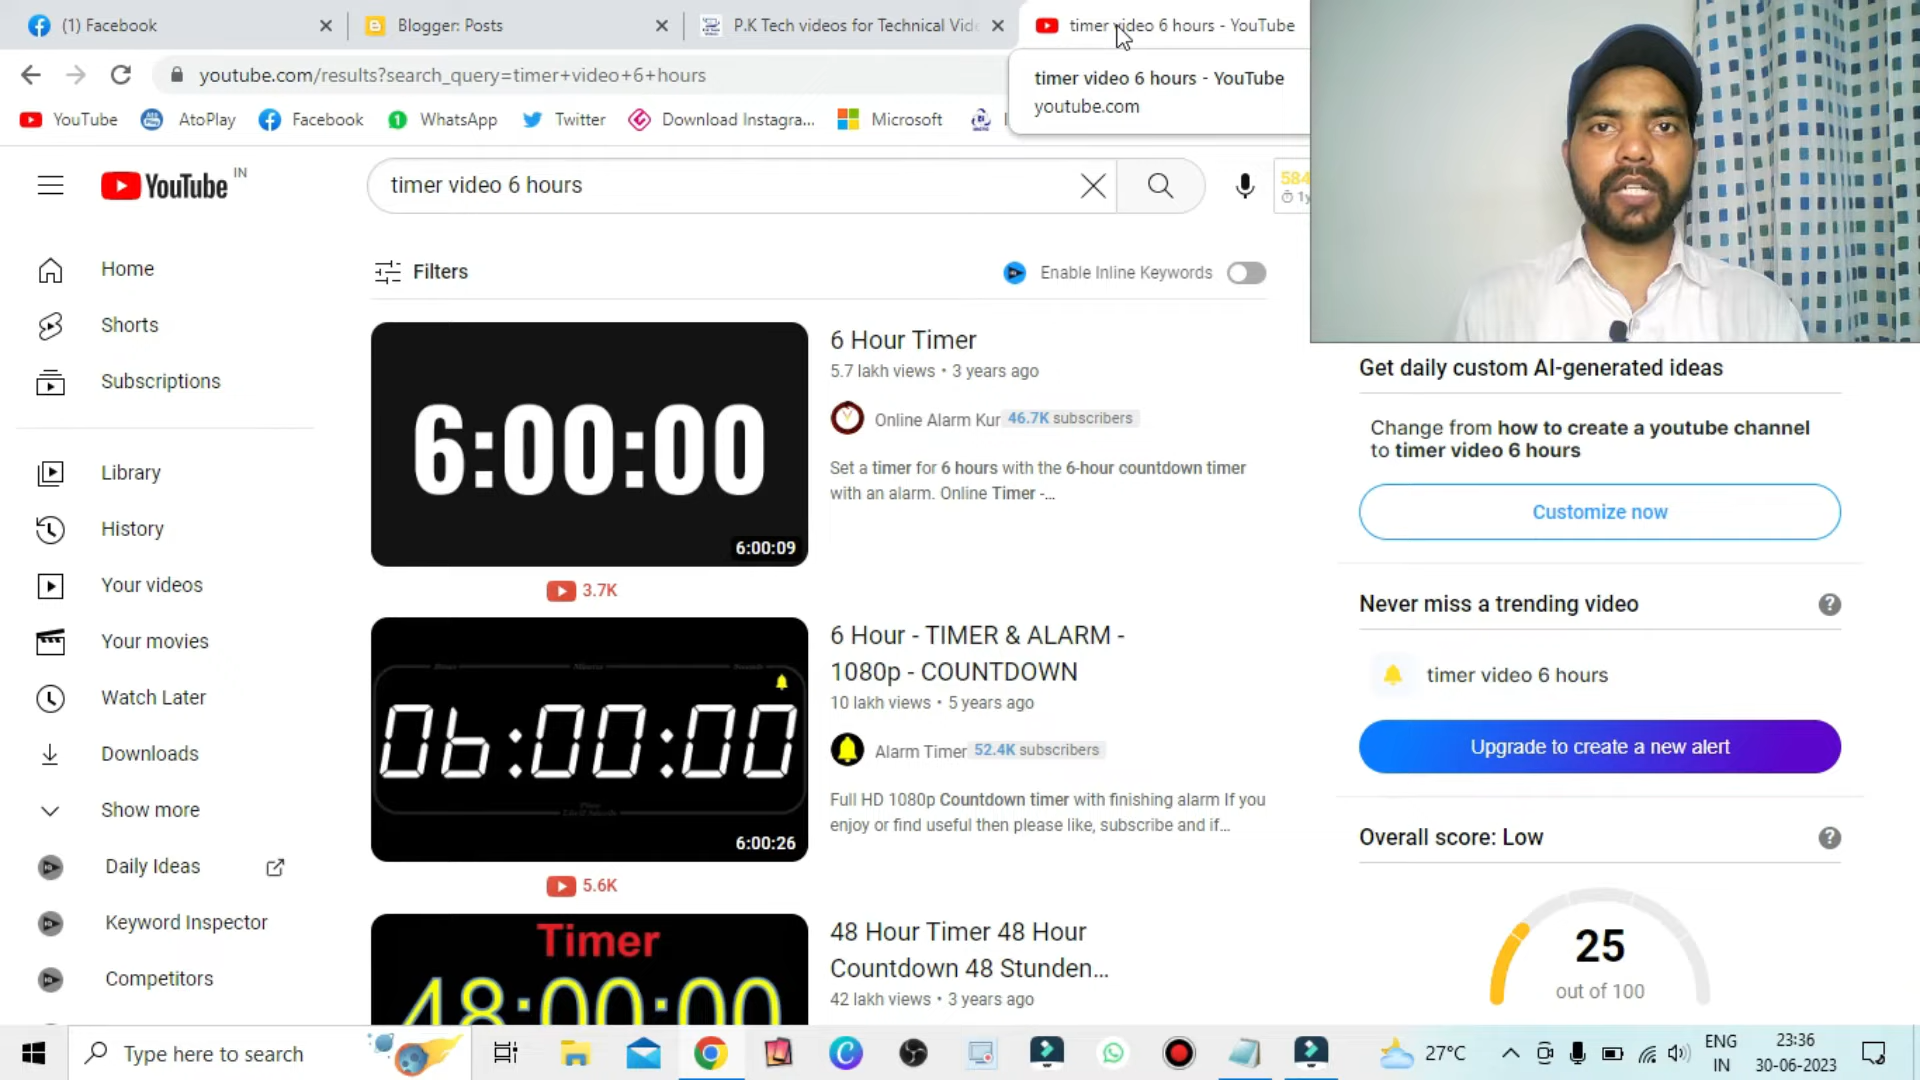 (1) Facebook
Blogger: Posts
P.K Tech videos for Technical Vide
timer video 6 hours - YouTube
youtube.com/results?search_query=timer+video+6+hours
timer video 6 hours - YouTube
youtube.com
YouTube
AtoPlay
Facebook
WhatsApp
Twitter
Download Instagra...
Microsoft
YouTube IN
timer video 6 hours
584
1y
Home
Shorts
Subscriptions
Library
History
Your videos
Your movies
Watch Later
Downloads
Show more
Daily Ideas
Keyword Inspector
Competitors
Filters
Enable Inline Keywords
6:00:00
6:00:09
3.7K
6 Hour Timer
5.7 lakh views • 3 years ago
Online Alarm Kur 46.7K subscribers
Set a timer for 6 hours with the 6-hour countdown timer
with an alarm. Online Timer -...
06:00:00
6:00:26
5.6K
6 Hour - TIMER & ALARM -
1080p - COUNTDOWN
10 lakh views • 5 years ago
Alarm Timer 52.4K subscribers
Full HD 1080p Countdown timer with finishing alarm If you
enjoy or find useful then please like, subscribe and if...
Timer
48:00:00
48 Hour Timer 48 Hour
Countdown 48 Stunden...
42 lakh views • 3 years ago
Get daily custom AI-generated ideas
Change from how to create a youtube channel
to timer video 6 hours
Customize now
Never miss a trending video
timer video 6 hours
Upgrade to create a new alert
Overall score: Low
25
out of 100
Type here to search
27°C
ENG
IN
23:36
30-06-2023